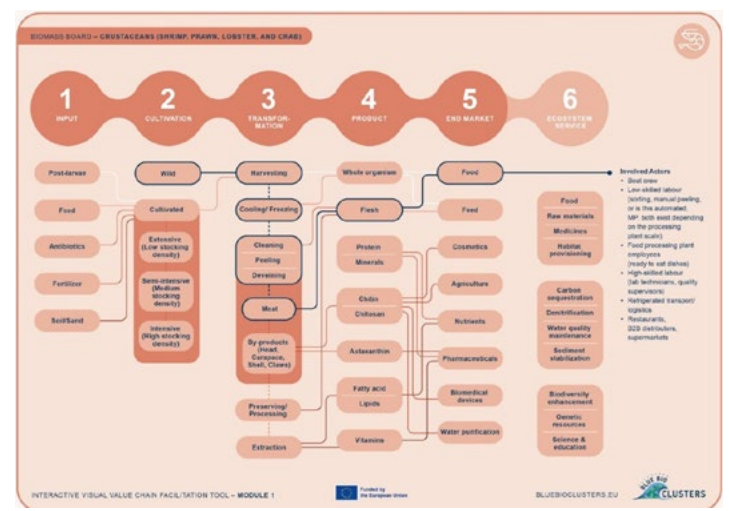 BIOMASS BOARD – CRUSTACEANS (SHRIMP, PRAWN, LOBSTER, AND CRAB)
1
INPUT
2
CULTIVATION
3
TRANSFOR-
MATION
4
PRODUCT
5
END MARKET
6
ECOSYSTEM
SERVICE
Post-larvae
Feed
Antibiotics
Fertilizer
Soil/Sand
Wild
Cultivated
Extensive
(Low stocking
density)
Semi-intensive
(Medium
stocking
density)
Intensive
(High stocking
density)
Harvesting
Cooling/ Freezing
Cleaning
Peeling
Deveining
Meat
By-products
(Head,
Carapace,
Shell, Claws)
Preserving/
Processing
Extraction
Whole organism
Flesh
Protein
Minerals
Chitin
Chitosan
Astaxanthin
Fatty acid
Lipids
Vitamins
Food
Feed
Cosmetics
Agriculture
Nutrients
Pharmaceuticals
Biomedical
devices
Water purification
Food
Raw materials
Medicines
Habitat
provisioning
Carbon
sequestration
Denitrification
Water quality
maintenance
Sediment
stabilization
Biodiversity
enhancement
Genetic
resources
Science &
education
Involved Actors
• Boat crew
• Low-skilled labour
(sorting, manual peeling,
or is this automated,
MP: both exist depending
on the processing
plant scale)
• Food processing plant
employees
(ready to eat dishes)
• High-skilled labour
(lab technicians, quality
supervisors)
• Refrigerated transport/
logistics
• Restaurants,
B2B distributors,
supermarkets
INTERACTIVE VISUAL VALUE CHAIN FACILITATION TOOL – MODULE 1
Funded by
the European Union
BLUEBIOCLUSTERS.EU
BLUE BIO
CLUSTERS